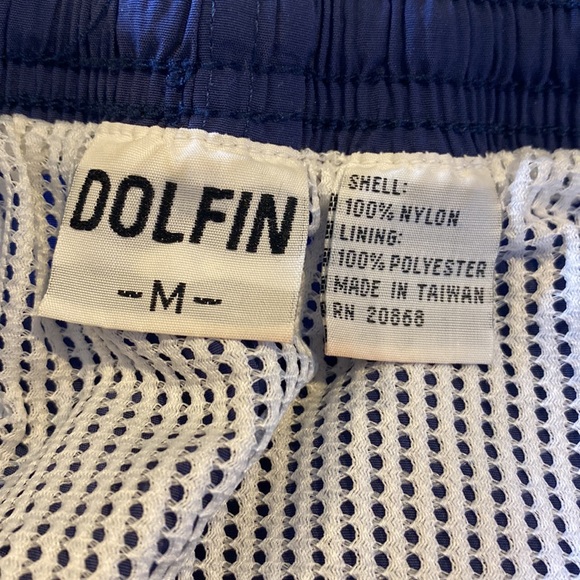 DOLFIN
-M-
SHELL:
100% NYLON
LINING:
100% POLYESTER
MADE IN TAIWAN
RN 20868